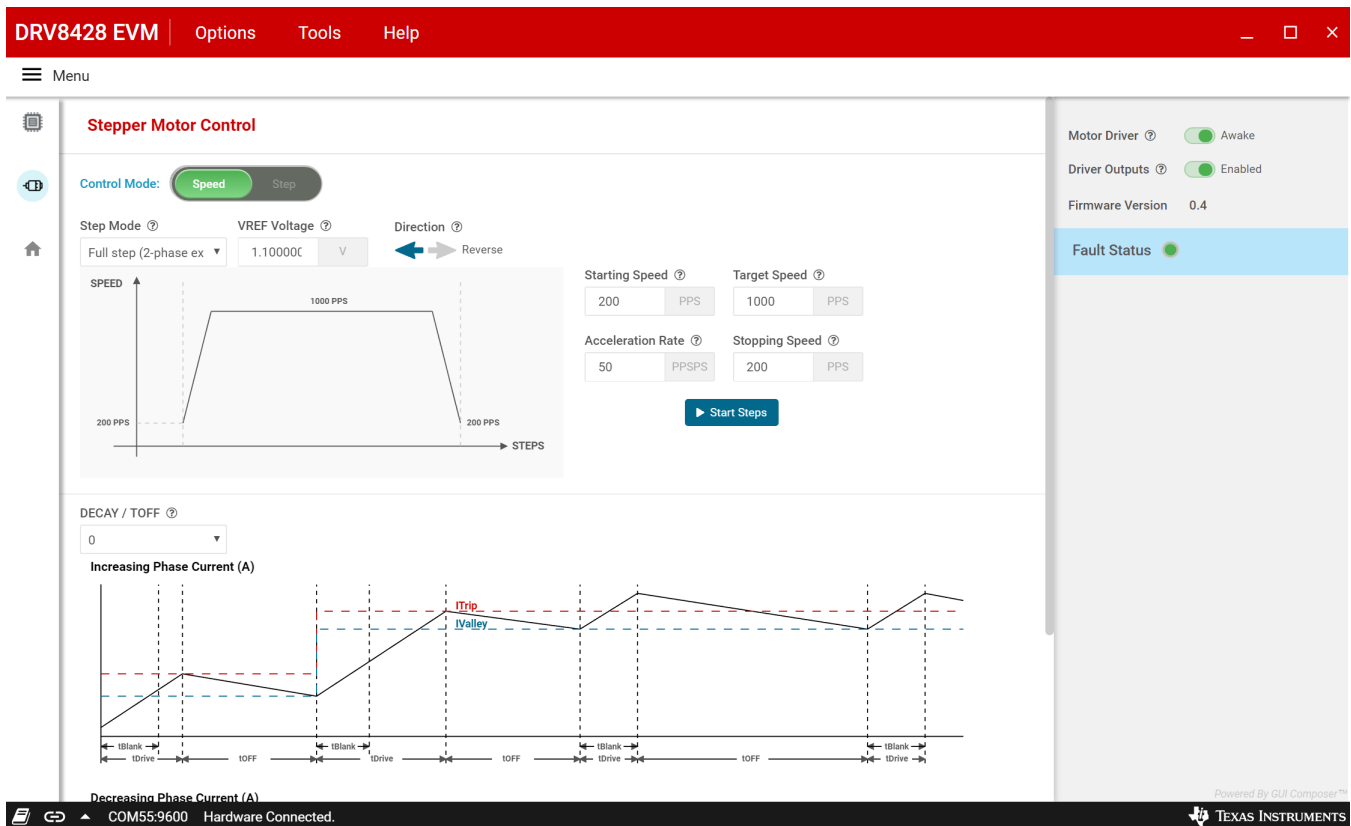 DRV8428 EVM Options Tools Help
Menu
Stepper Motor Control
Control Mode: Speed Step
Step Mode VREF Voltage Direction
Full step (2-phase ex 1.10000 V Reverse
SPEED
1000 PPS
200 PPS
200 PPS
STEPS
Starting Speed Target Speed
200 PPS 1000 PPS
Acceleration Rate Stopping Speed
50 PPSPS 200 PPS
Start Steps
DECAY / TOFF
0
Increasing Phase Current (A)
ITrip
IValley
tBlank tBlank tBlank tBlank
tDrive tOFF tDrive tOFF tDrive tOFF tDrive
Decreasing Phase Current (A)
Motor Driver Awake
Driver Outputs Enabled
Firmware Version 0.4
Fault Status
Powered By GUI Composer™
COM55:9600 Hardware Connected.
TEXAS INSTRUMENTS